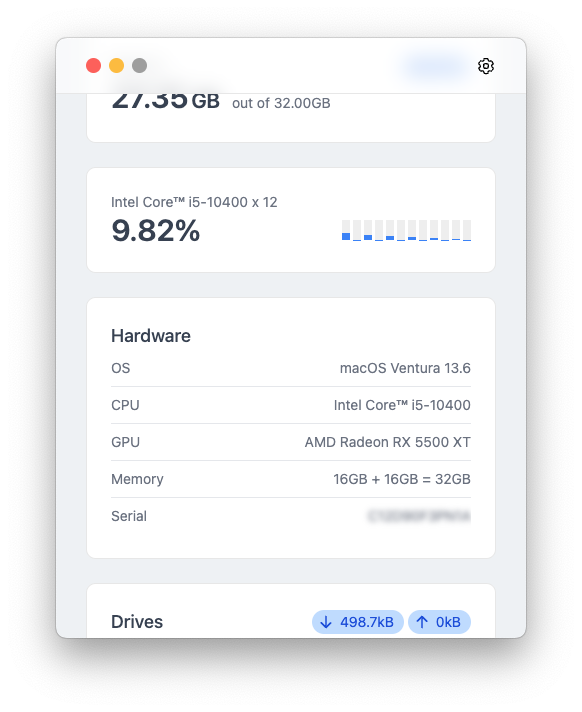 27.35 GB out of 32.00GB
Intel Core™ i5-10400 x 12
9.82%
Hardware
OS macOS Ventura 13.6
CPU Intel Core™ i5-10400
GPU AMD Radeon RX 5500 XT
Memory 16GB + 16GB = 32GB
Serial
Drives ↓ 498.7kB ↑ 0kB